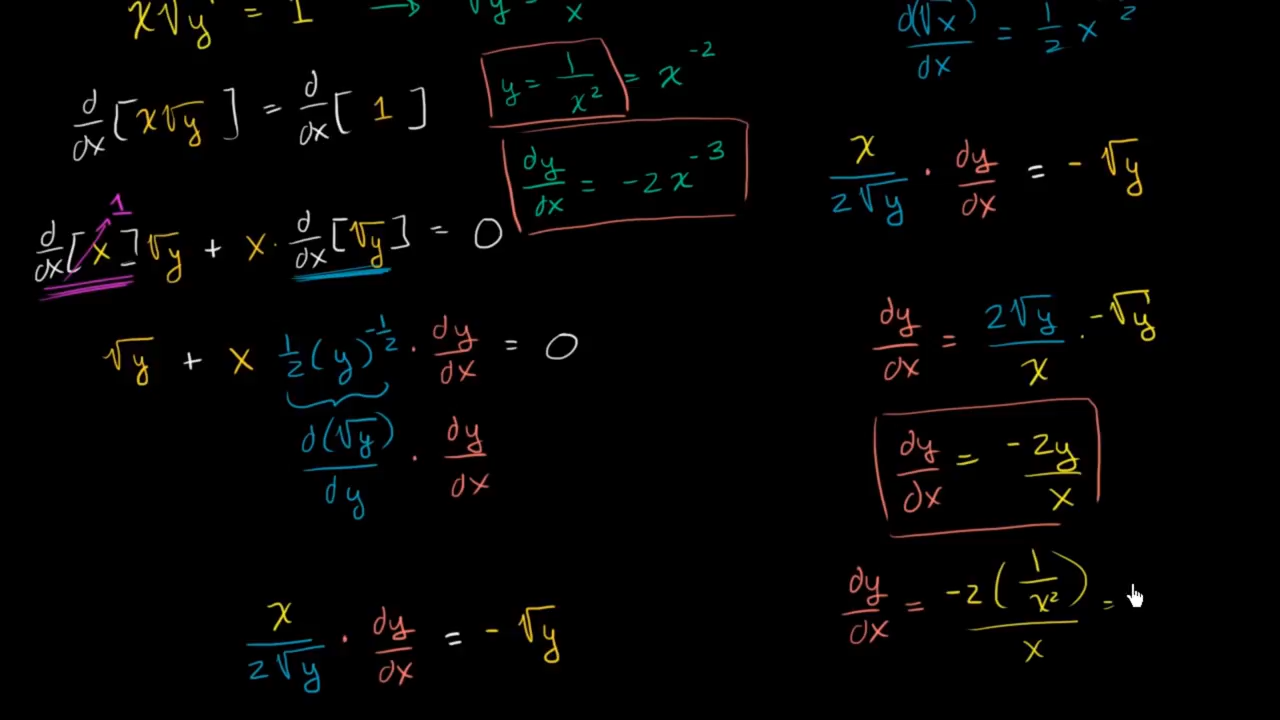 x√y = 1 → √y = 1/x
d/dx [x√y] = d/dx [1]
d/dx [x] √y + x · d/dx [√y] = 0
1
√y + x 1/2 (y)^(-1/2) · dy/dx = 0
d(√y)/dy · dy/dx
x/(2√y) · dy/dx = -√y
y = 1/x² = x^(-2)
dy/dx = -2x^(-3)
d(√x)/dx = 1/2 x
x/(2√y) · dy/dx = -√y
dy/dx = 2√y/x · -√y
dy/dx = -2y/x
dy/dx = -2(1/x²)/x =